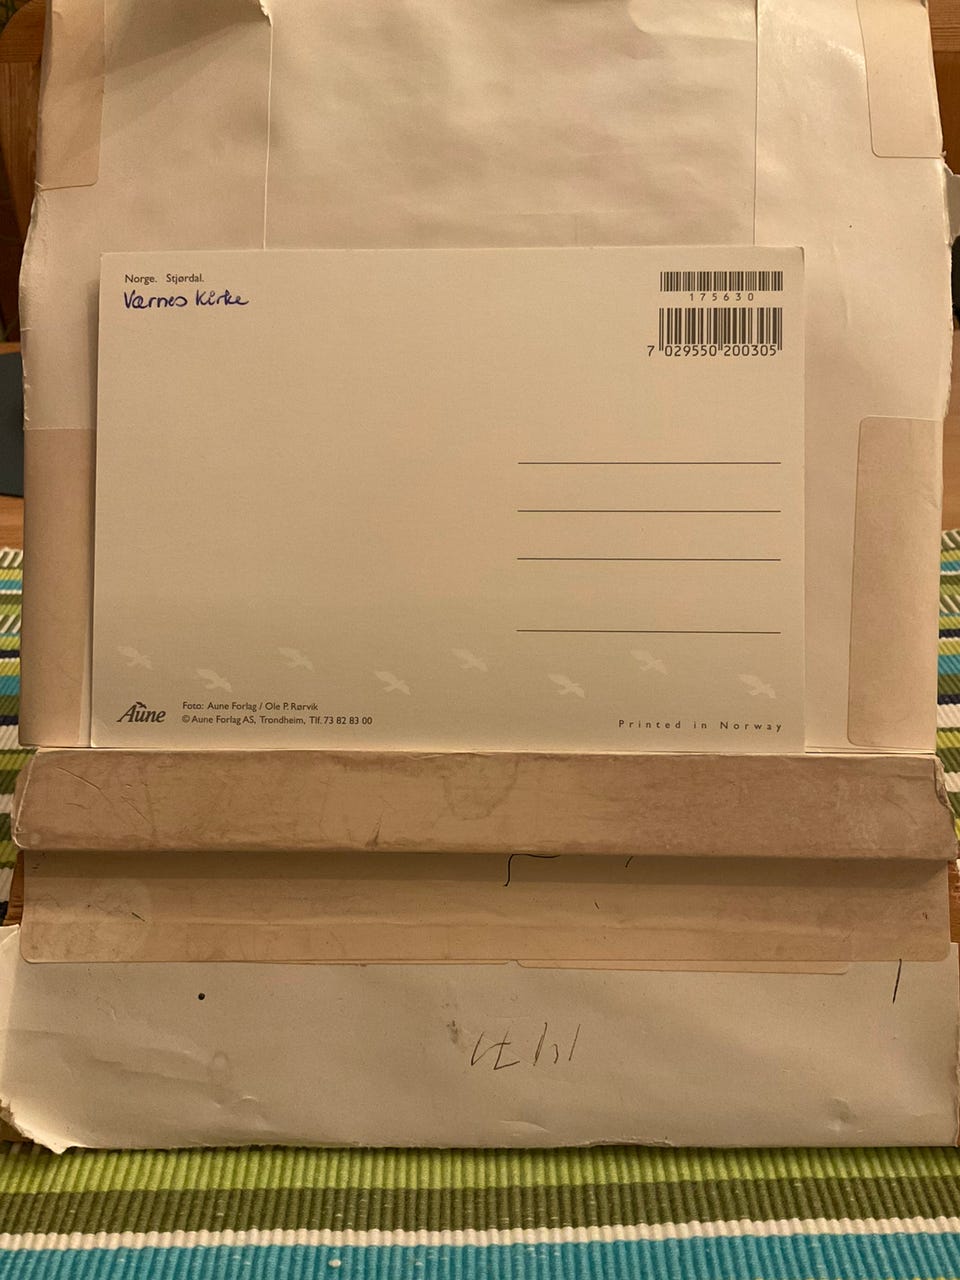 Norge. Stjørdal.
Værnes Kirke
175630
7 029550 200305
Aune
Foto: Aune Forlag / Ole P. Rørvik
© Aune Forlag AS, Trondheim, Tlf. 73 82 83 00
Printed in Norway